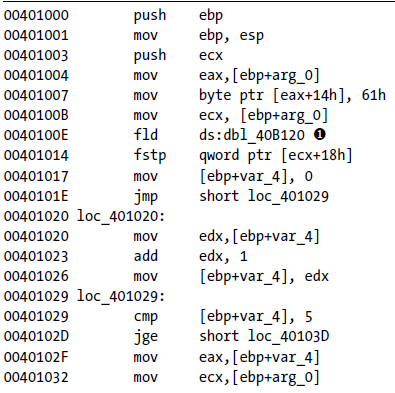 00401000 push ebp
00401001 mov ebp, esp
00401003 push ecx
00401004 mov eax,[ebp+arg_0]
00401007 mov byte ptr [eax+14h], 61h
0040100B mov ecx, [ebp+arg_0]
0040100E fld ds:dbl_40B120 ❶
00401014 fstp qword ptr [ecx+18h]
00401017 mov [ebp+var_4], 0
0040101E jmp short loc_401029
00401020 loc_401020:
00401020 mov edx,[ebp+var_4]
00401023 add edx, 1
00401026 mov [ebp+var_4], edx
00401029 loc_401029:
00401029 cmp [ebp+var_4], 5
0040102D jge short loc_40103D
0040102F mov eax,[ebp+var_4]
00401032 mov ecx,[ebp+arg_0]